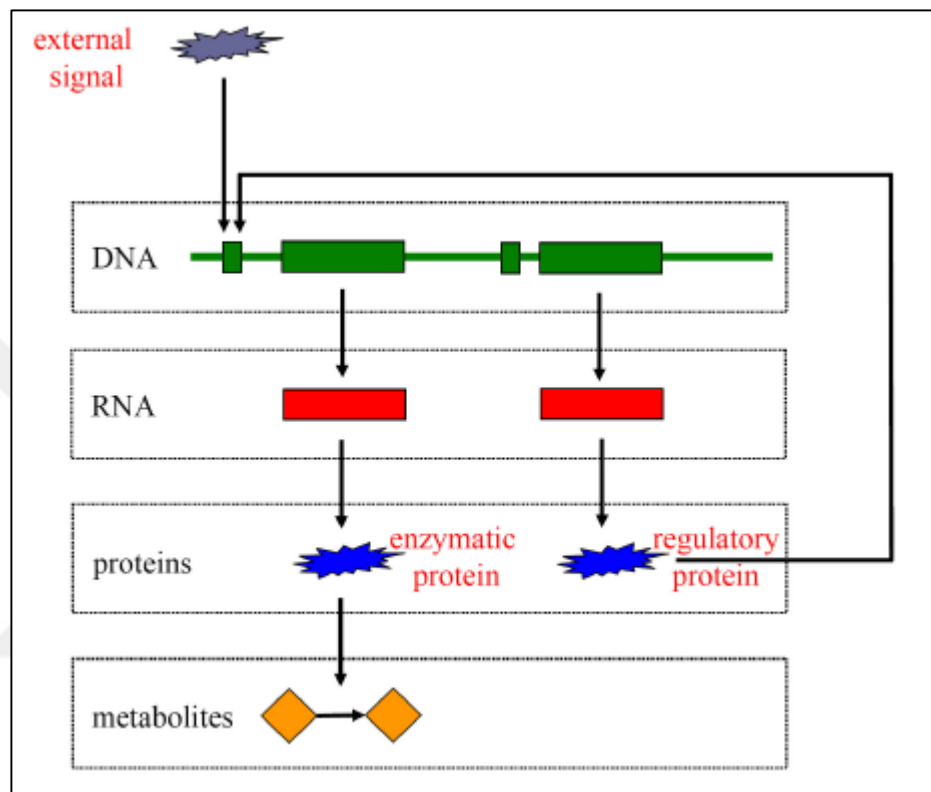 external
signal
DNA
RNA
proteins
enzymatic
protein
regulatory
protein
metabolites